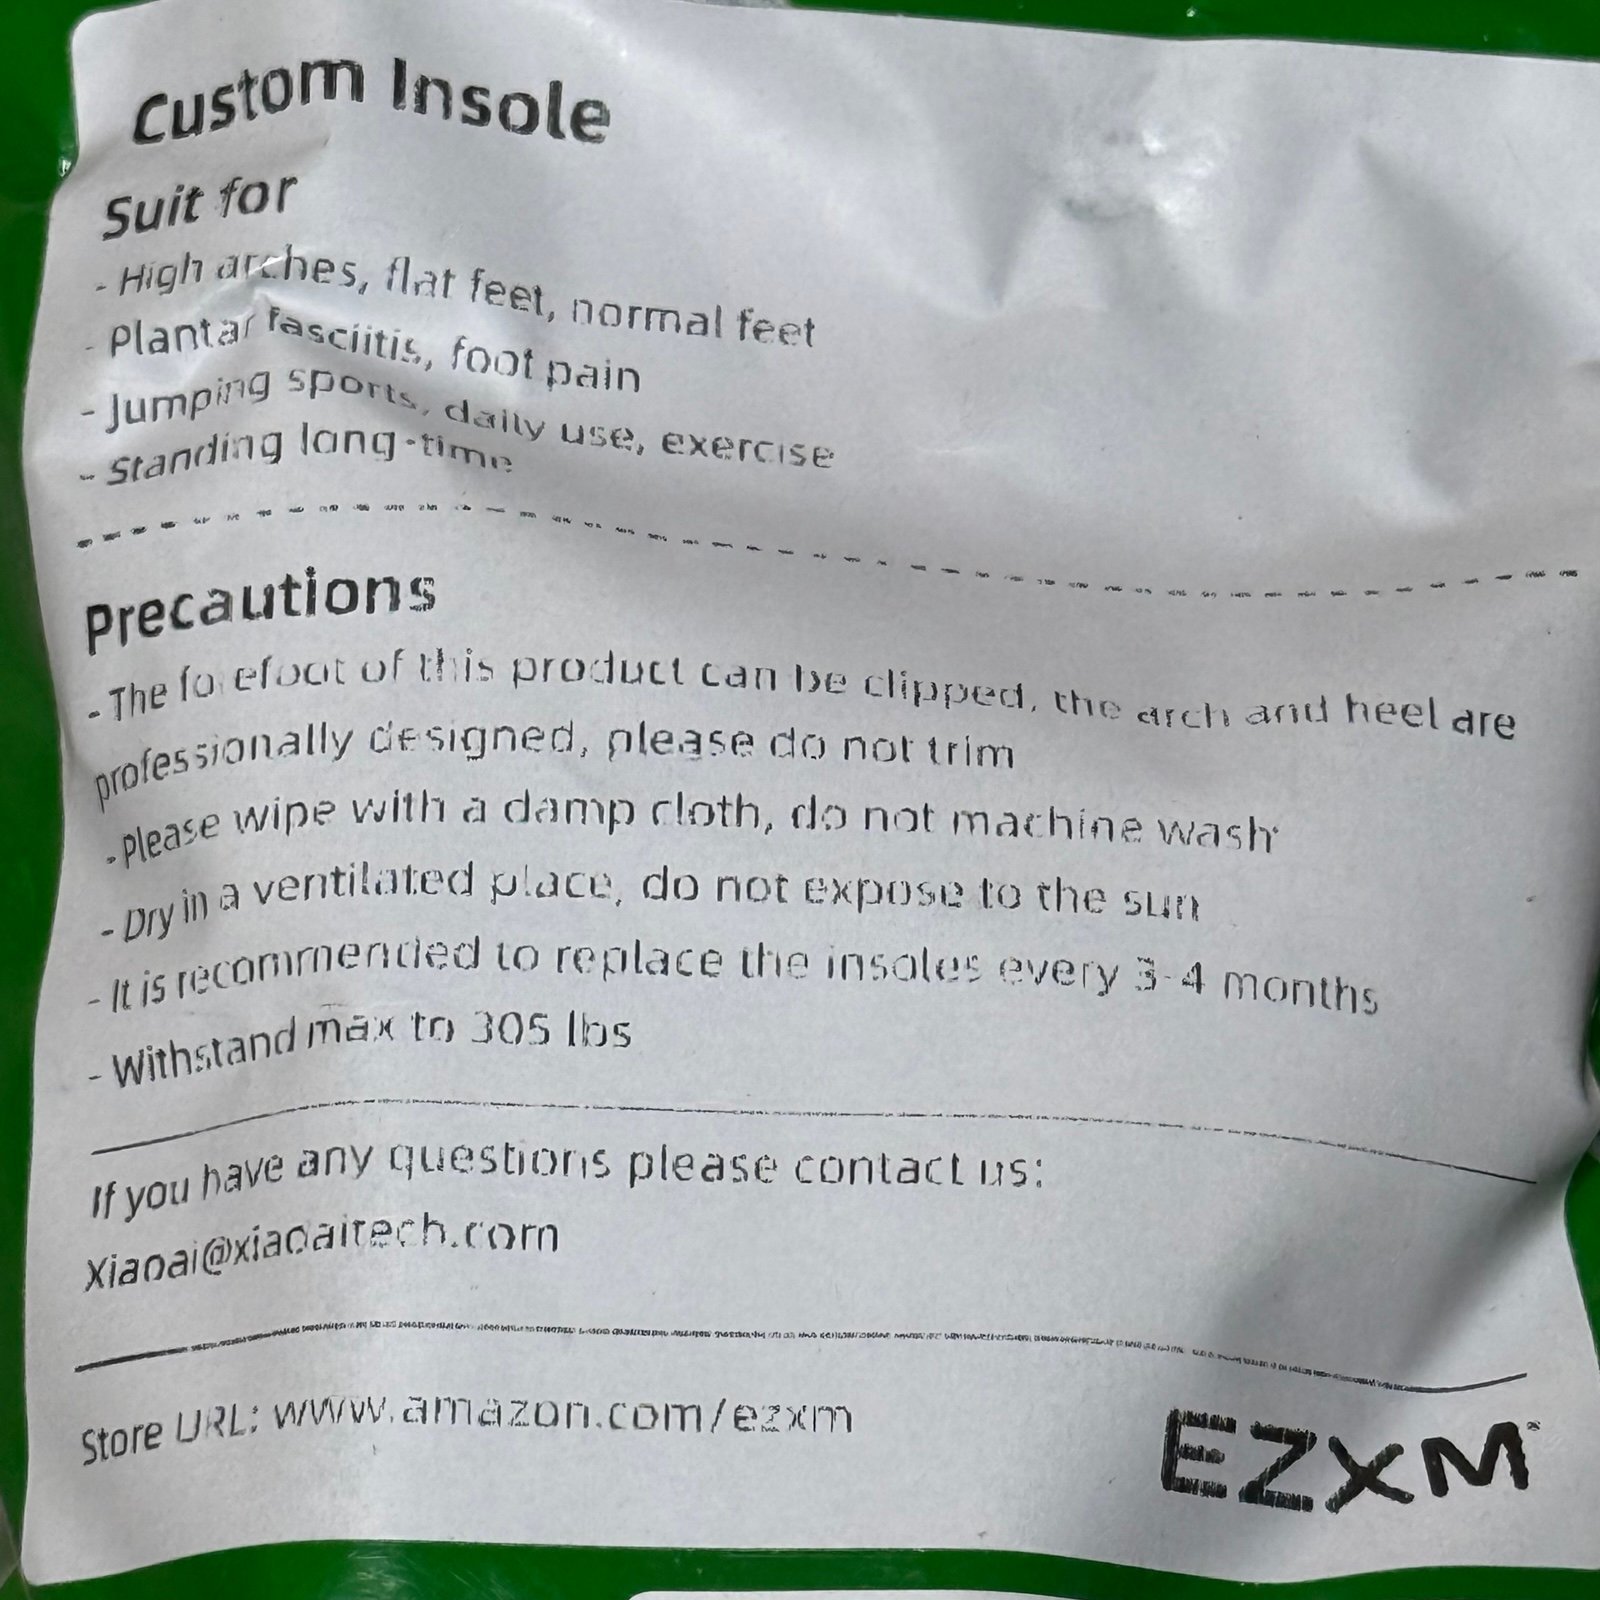 Custom Insole
Suit for
- High arches, flat feet, normal feet
- Plantar fasciitis, foot pain
- Jumping sports, daily use, exercise
- Standing long-time
Precautions
- The forefoot of this product can be clipped, the arch and heel are
professionally designed, please do not trim
- Please wipe with a damp cloth, do not machine wash
- Dry in a ventilated place, do not expose to the sun
- It is recommended to replace the insoles every 3-4 months
- Withstand max to 305 lbs
If you have any questions please contact us:
Xiaoai@xiaoaitech.com
Store URL: www.amazon.com/ezxm
EZXM